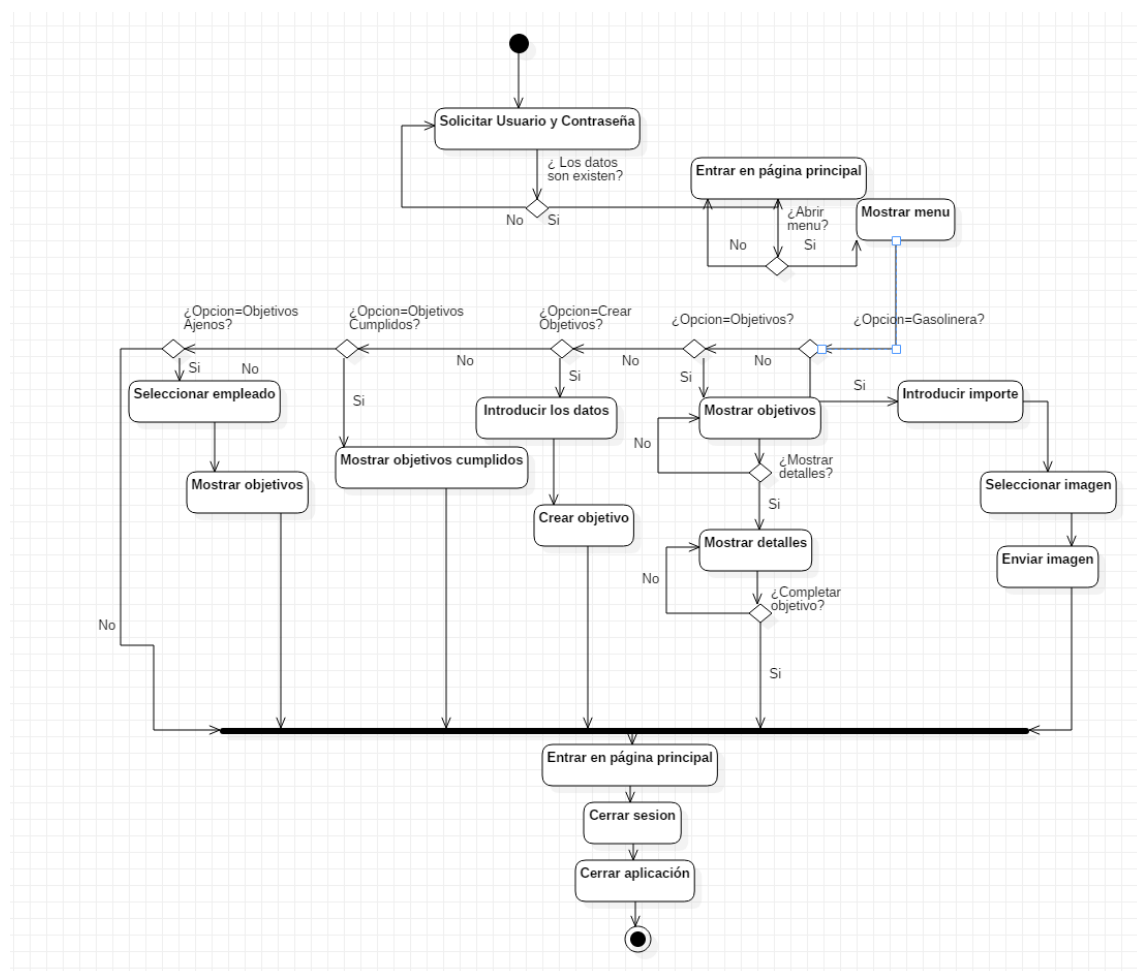 Solicitar Usuario y Contraseña
¿ Los datos
son existen?
No
Si
Entrar en página principal
¿Abrir
menu?
No
Si
Mostrar menu
¿Opcion=Objetivos
Ajenos?
¿Opcion=Objetivos
Cumplidos?
¿Opcion=Crear
Objetivos?
¿Opcion=Objetivos?
¿Opcion=Gasolinera?
Si
No
No
No
No
Si
Si
Si
Si
Seleccionar empleado
Introducir los datos
Mostrar objetivos
Introducir importe
No
¿Mostrar
detalles?
Mostrar objetivos cumplidos
Mostrar objetivos
Seleccionar imagen
Si
Crear objetivo
Mostrar detalles
Enviar imagen
No
¿Completar
objetivo?
No
Si
Entrar en página principal
Cerrar sesion
Cerrar aplicación